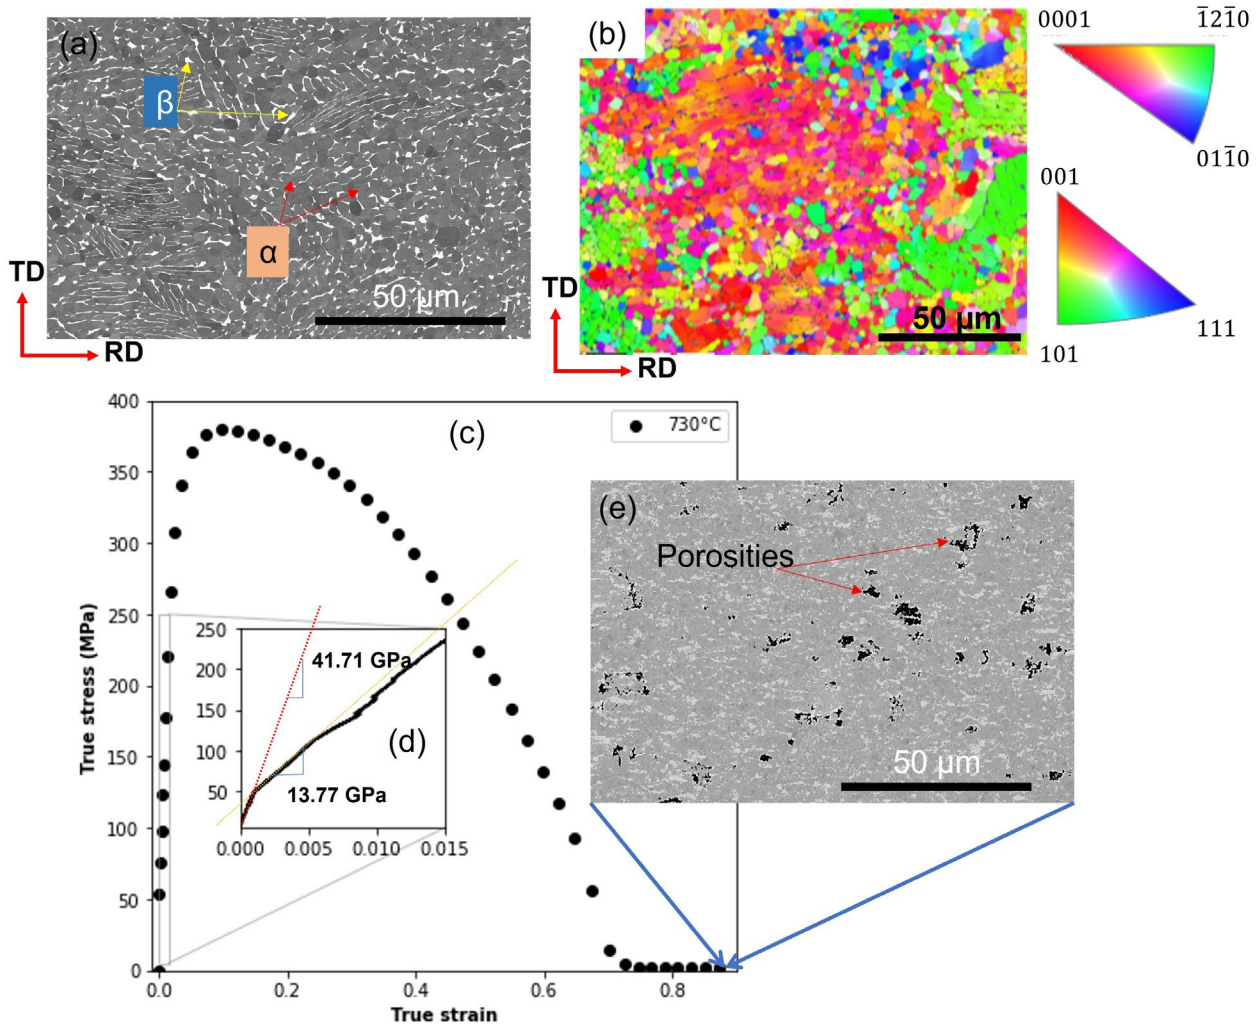 (a)
β
α
50 μm
TD
RD
(b)
50 μm
TD
RD
0001
1̅21̅0
011̅0
001
101
111
400
350
300
250
200
150
100
50
0
True stress (MPa)
0.0
0.2
0.4
0.6
0.8
True strain
(c)
730°C
250
200
150
100
50
0.000
0.005
0.010
0.015
41.71 GPa
(d)
13.77 GPa
(e)
Porosities
50 μm